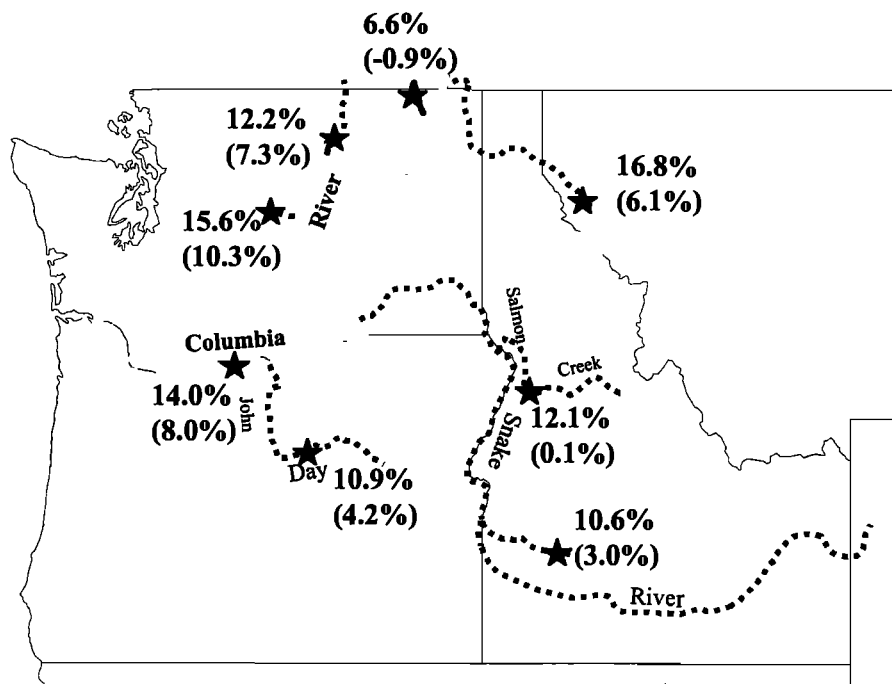 6.6%
(-0.9%)
12.2%
(7.3%)
River
16.8%
(6.1%)
15.6%
(10.3%)
Salmon
Columbia
Creek
14.0%
(8.0%)
John
Snake
12.1%
(0.1%)
Day
10.9%
(4.2%)
10.6%
(3.0%)
River